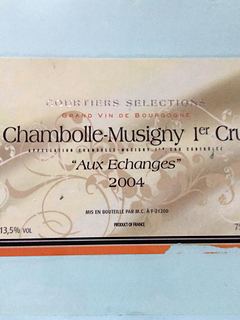 COURTIERS SELECTIONS
GRAND VIN DE BOURGOGNE
Chambolle-Musigny 1er Cru
APPELLATION CHAMBOLLE-MUSIGNY 1ER CRU CONTRÔLÉE
"Aux Echanges"
2004
MIS EN BOUTEILLE PAR M.C. À F-21200
13,5% VOL
PRODUCT OF FRANCE